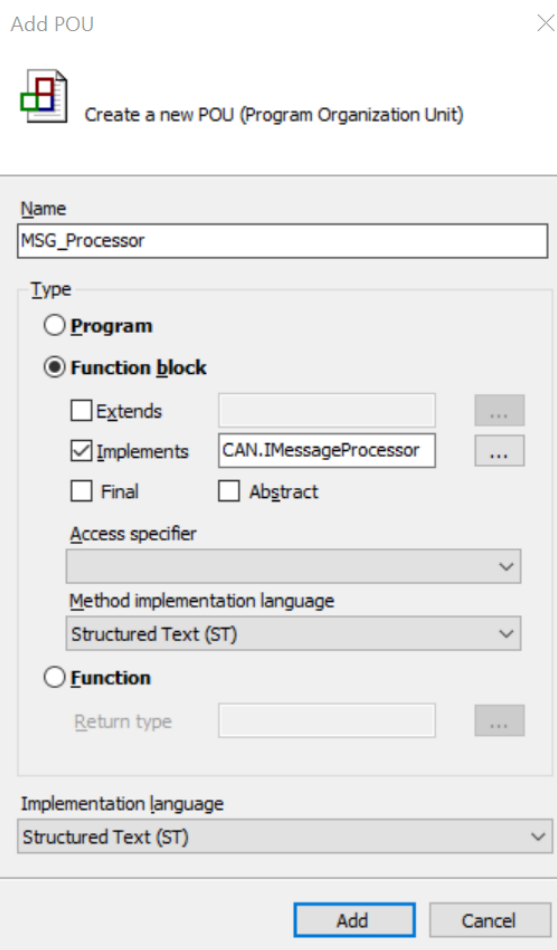 Add POU
Create a new POU (Program Organization Unit)
Name
MSG_Processor
Type
Program
Function block
Extends
...
Implements CAN.IMessageProcessor ...
Final Abstract
Access specifier
Method implementation language
Structured Text (ST)
Function
Return type ...
Implementation language
Structured Text (ST)
Add Cancel